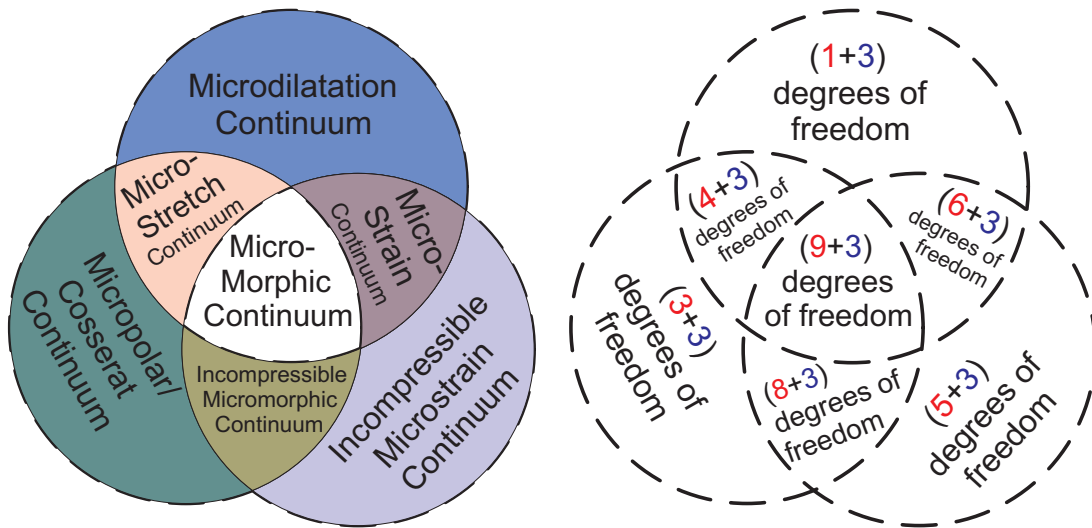 Microdilatation
Continuum
Micro-
Stretch
Continuum
Micro-
Strain
Continuum
Micro-
Morphic
Continuum
Micropolar/
Cosserat
Continuum
Incompressible
Micromorphic
Continuum
Incompressible
Microstrain
Continuum
(1+3)
degrees of
freedom
(4+3)
degrees of
freedom
(6+3)
degrees of
freedom
(9+3)
degrees
of freedom
(3+3)
degrees of
freedom
(8+3)
degrees of
freedom
(5+3)
degrees of
freedom